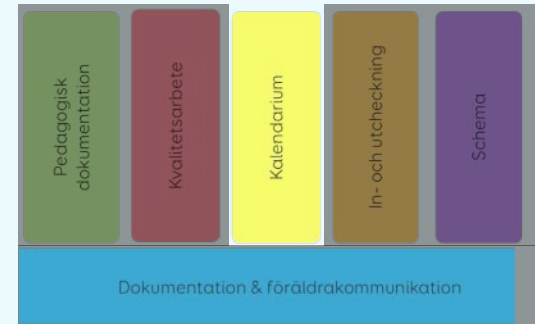 Pedagogisk
dokumentation
Kvalitetsarbete
Kalendarium
In- och utcheckning
Schema
Dokumentation & föräldrakommunikation